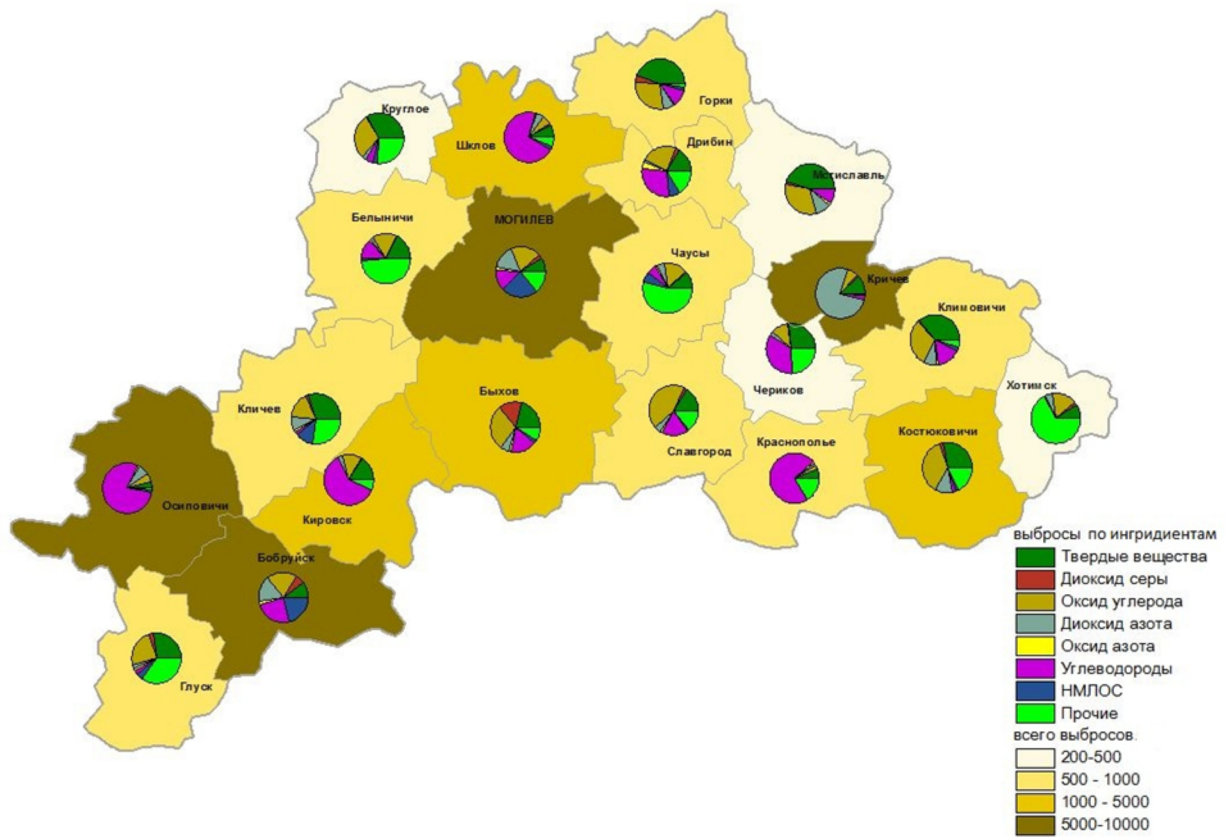 Горки
Круглое
Шклов
Дрибин
Мстиславль
Белыничи
МОГИЛЕВ
Чаусы
Кричев
Климовичи
Чериков
Хотимск
Кличев
Быхов
Славгород
Краснополье
Костюковичи
Осиповичи
Кировск
Бобруйск
Глуск
выбросы по ингридиентам
Твердые вещества
Диоксид серы
Оксид углерода
Диоксид азота
Оксид азота
Углеводороды
НМЛОС
Прочие
всего выбросов.
200-500
500 - 1000
1000 - 5000
5000-10000